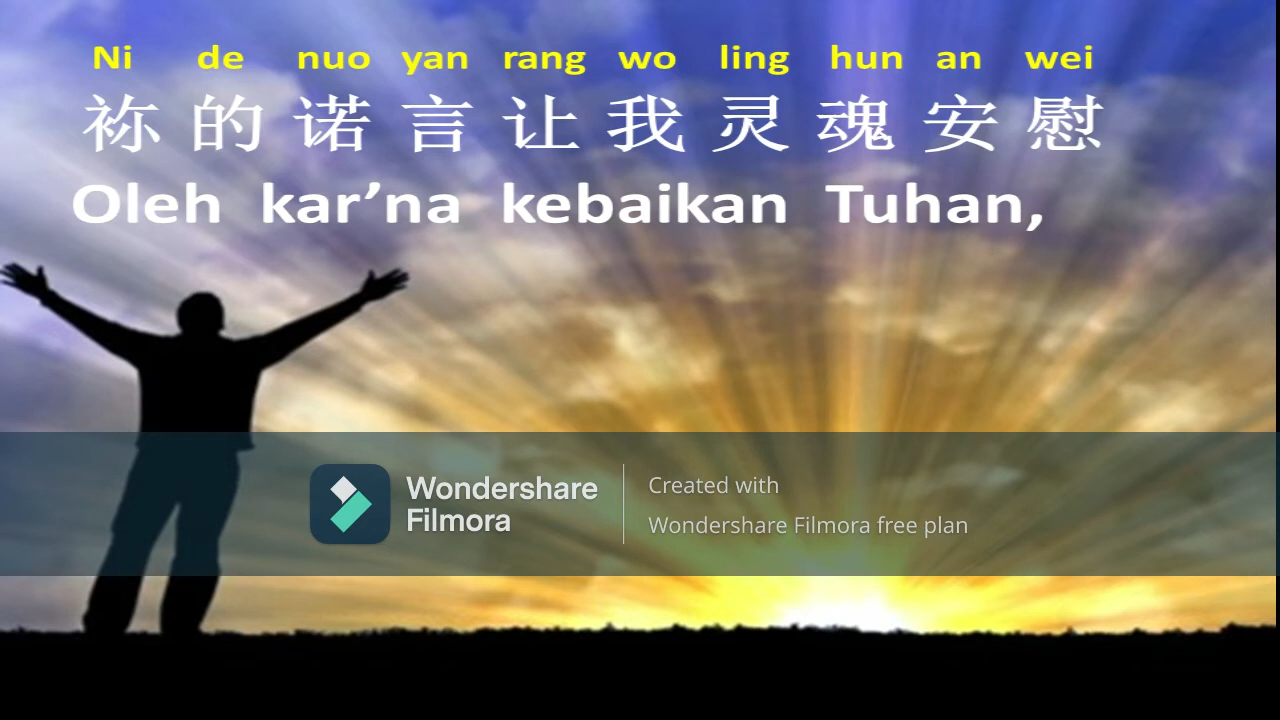 Ni de nuo yan rang wo ling hun an wei
袮的诺言让我灵魂安慰
Oleh kar’na kebaikan Tuhan,
Wondershare
Filmora
Created with
Wondershare Filmora free plan